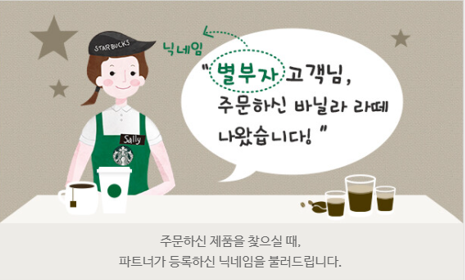 STARBUCKS
닉네임
"별부자 고객님,
주문하신 바닐라 라떼
나왔습니다!"
Sally
주문하신 제품을 찾으실 때,
파트너가 등록하신 닉네임을 불러드립니다.